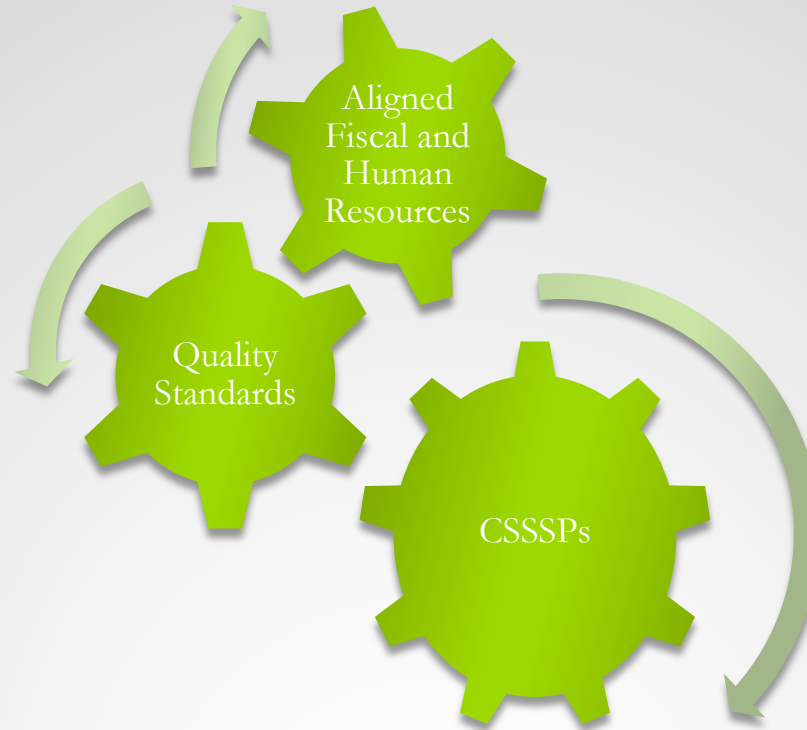 Aligned
Fiscal and
Human
Resources
Quality
Standards
CSSSPs